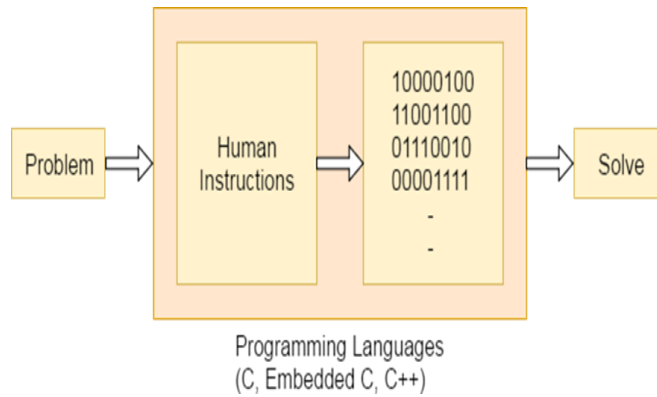 Problem
Human
Instructions
10000100
11001100
01110010
00001111
-
-
Solve
Programming Languages
(C, Embedded C, C++)